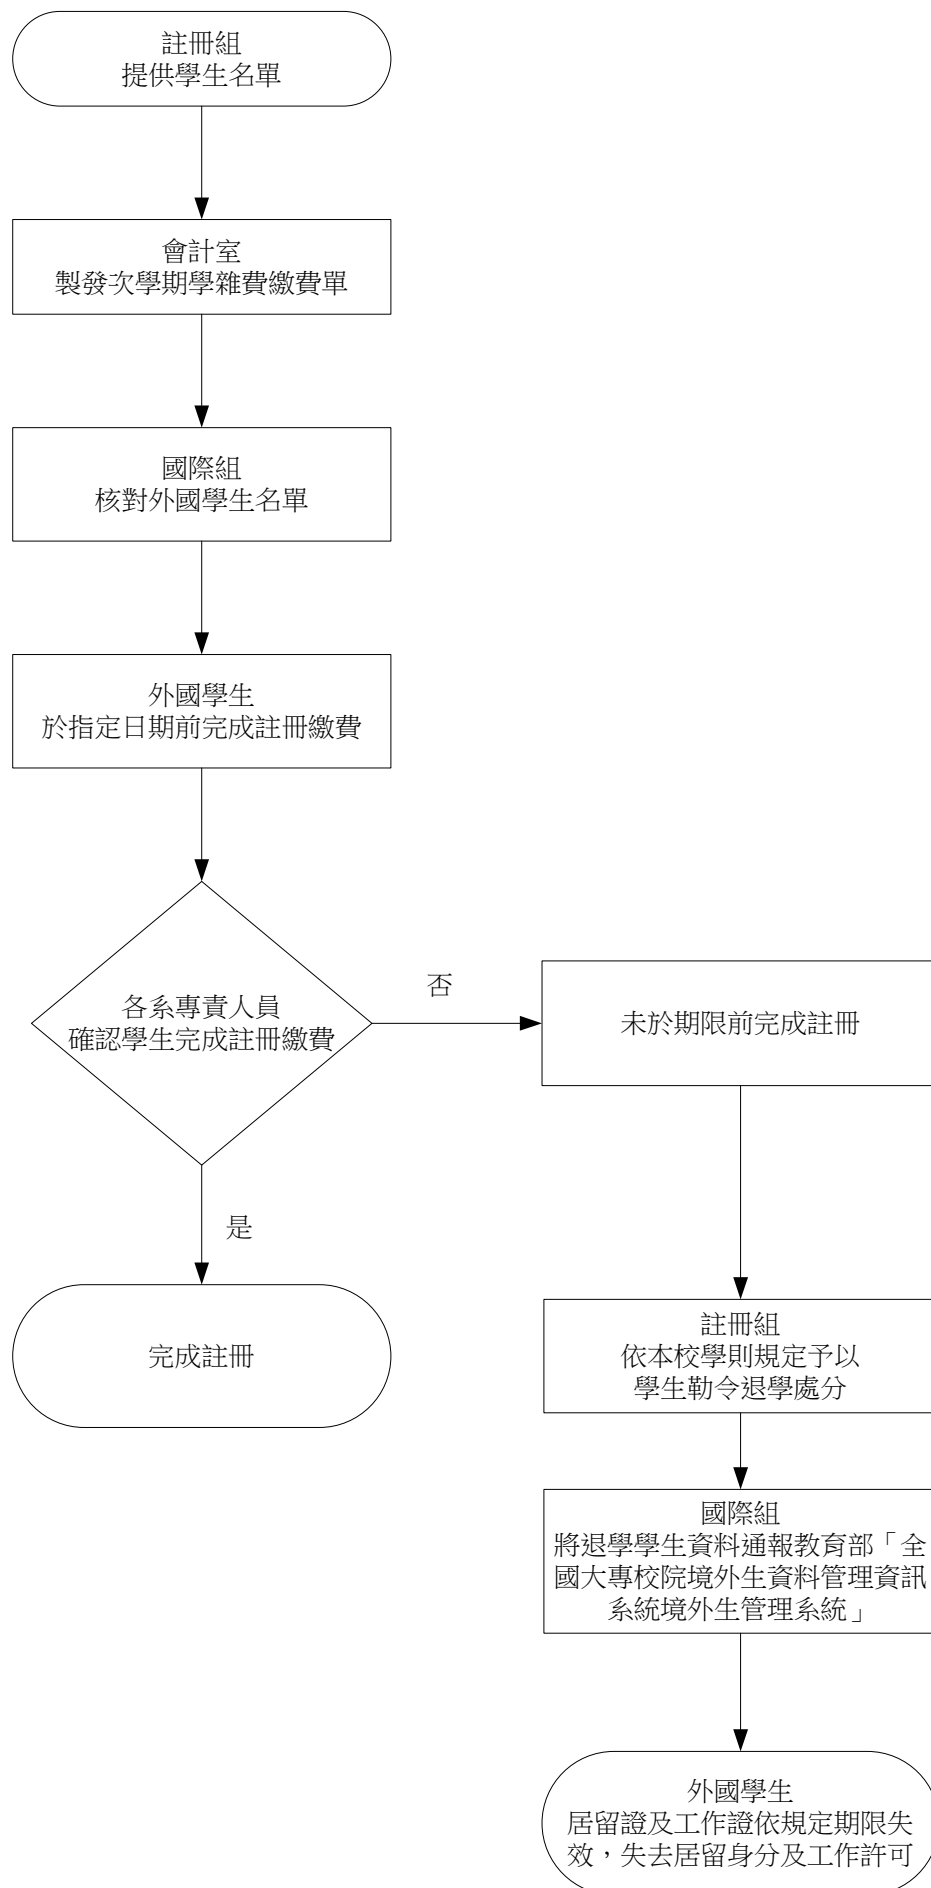 註冊組
提供學生名單
會計室
製發次學期學雜費繳費單
國際組
核對外國學生名單
外國學生
於指定日期前完成註冊繳費
各系專責人員
確認學生完成註冊繳費
否
未於期限前完成註冊
是
完成註冊
註冊組
依本校學則規定予以
學生勒令退學處分
國際組
將退學學生資料通報教育部「全
國大專校院境外生資料管理資訊
系統境外生管理系統」
外國學生
居留證及工作證依規定期限失
效，失去居留身分及工作許可